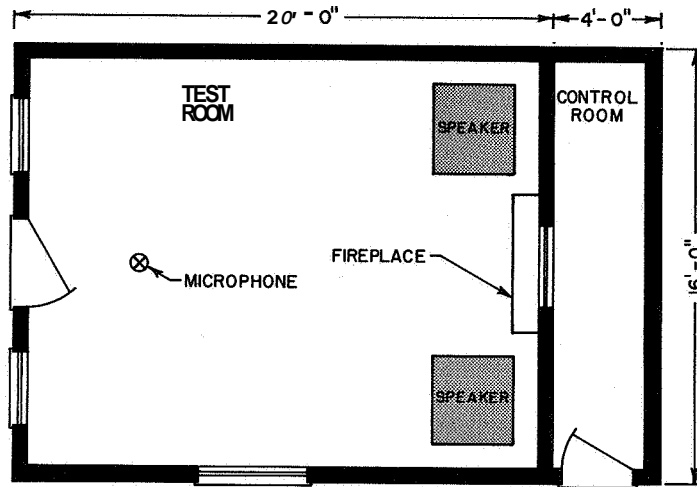 20' - 0"
4'- 0"
TEST
ROOM
CONTROL
ROOM
SPEAKER
FIREPLACE
MICROPHONE
16'-0"
SPEAKER